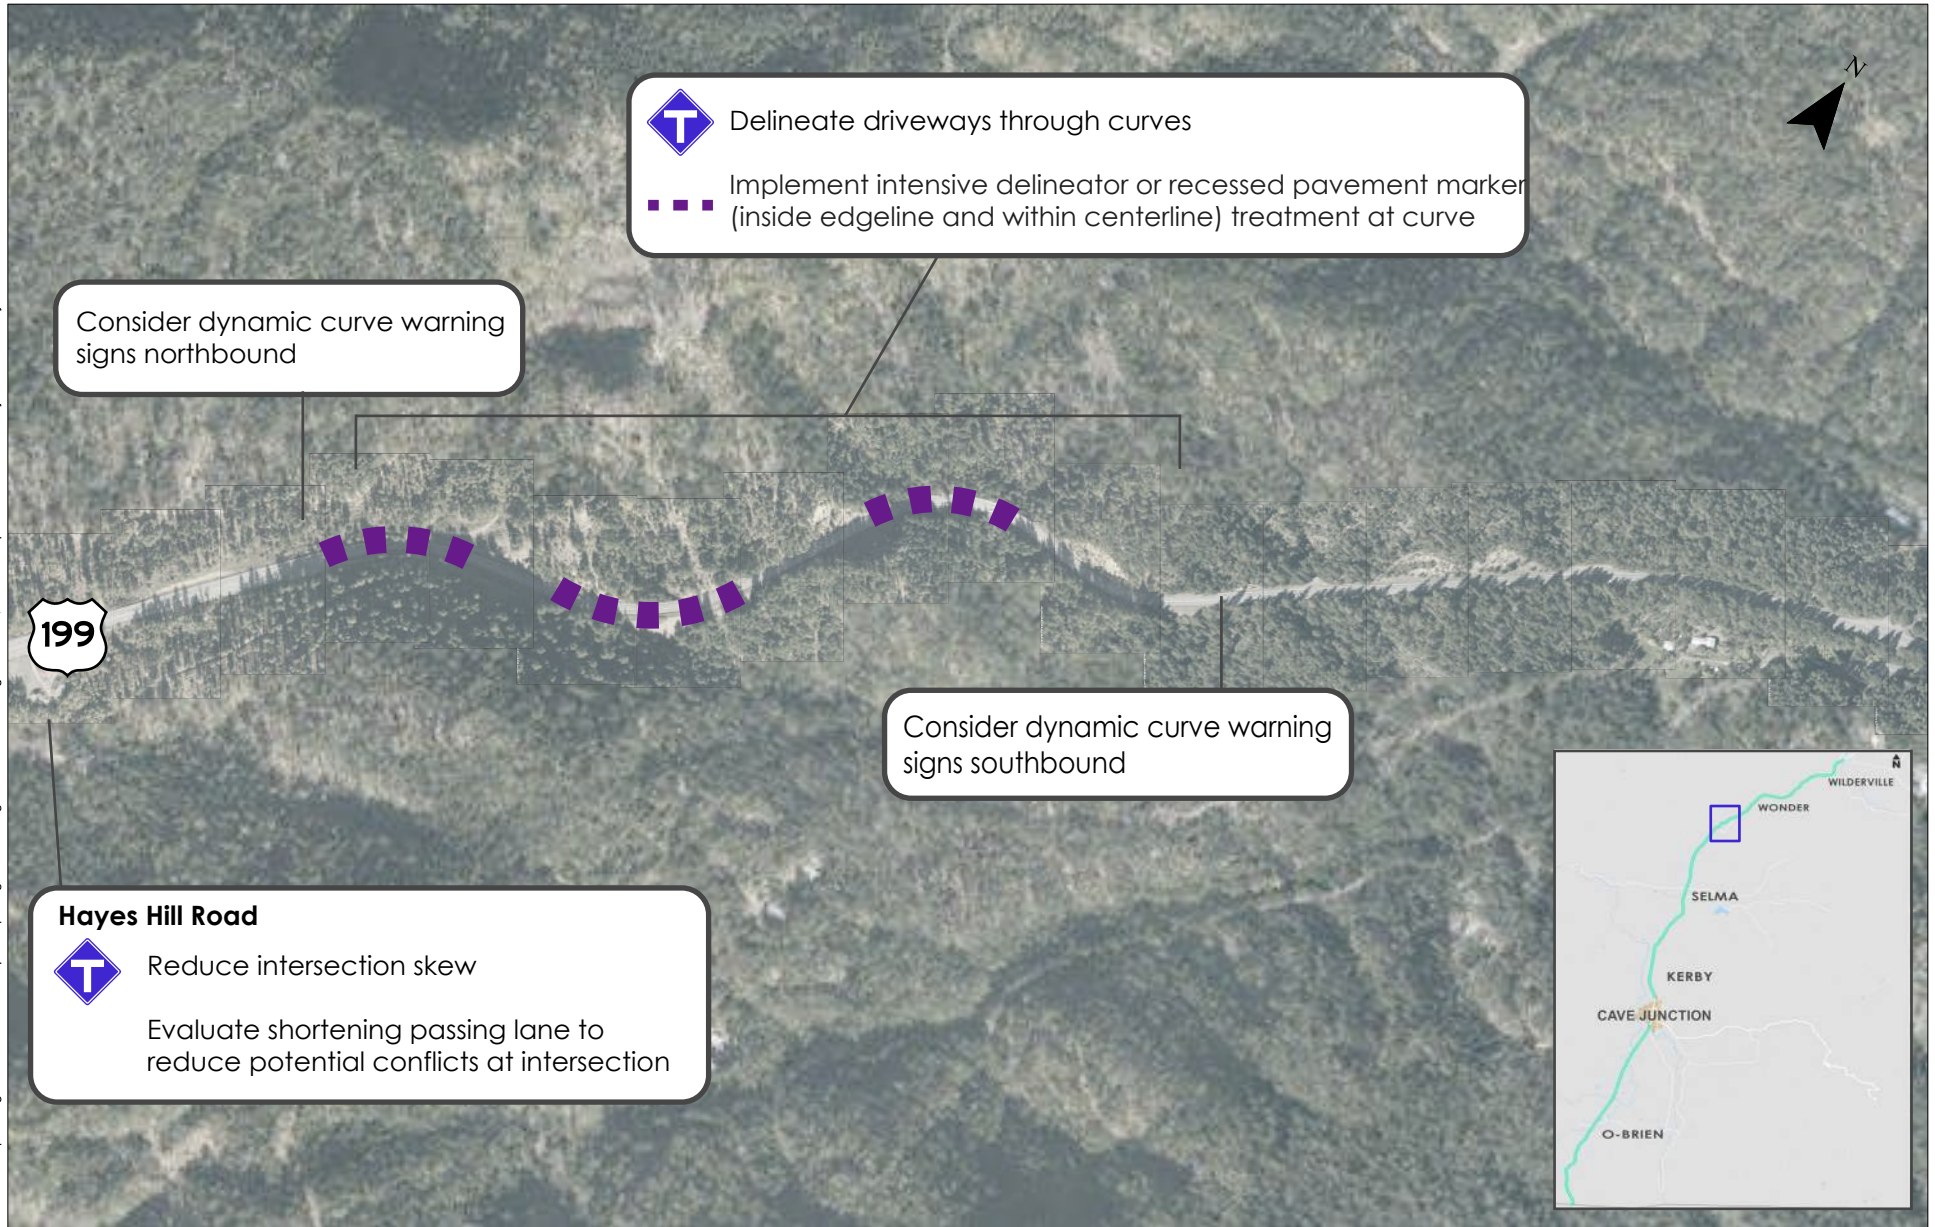 N
T
Delineate driveways through curves
Implement intensive delineator or recessed pavement marker
(inside edgeline and within centerline) treatment at curve
Consider dynamic curve warning
signs northbound
199
Consider dynamic curve warning
signs southbound
Hayes Hill Road
T
Reduce intersection skew
Evaluate shortening passing lane to
reduce potential conflicts at intersection
N
WILDERVILLE
WONDER
SELMA
KERBY
CAVE JUNCTION
O-BRIEN